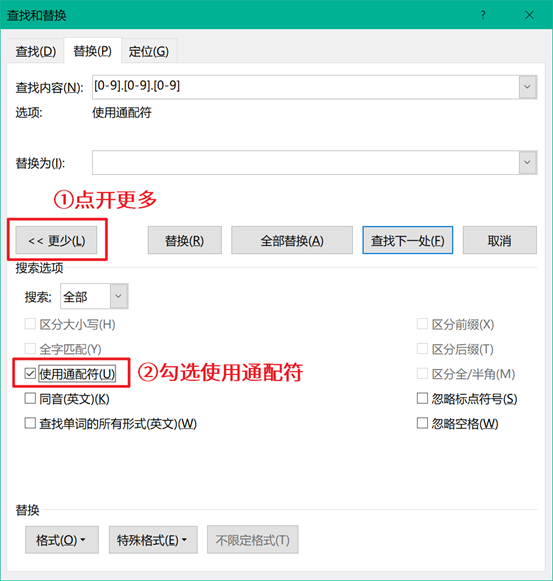 查找和替换
?
查找(D) 替换(P) 定位(G)
查找内容(N): [0-9].[0-9].[0-9]
选项: 使用通配符
替换为(I):
①点开更多
<< 更少(L) 替换(R) 全部替换(A) 查找下一处(F) 取消
搜索选项
搜索: 全部
区分大小写(H) 区分前缀(X)
全字匹配(Y) 区分后缀(T)
使用通配符(U) ②勾选使用通配符 区分全/半角(M)
同音(英文)(K) 忽略标点符号(S)
查找单词的所有形式(英文)(W) 忽略空格(W)
替换
格式(O) 特殊格式(E) 不限定格式(T)